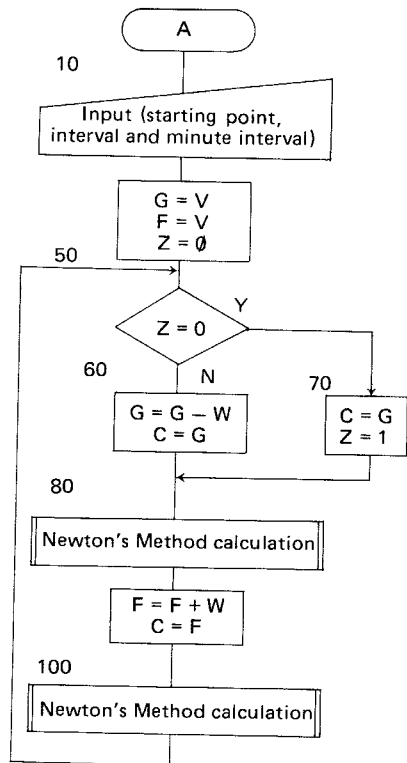 A
10
Input (starting point,
interval and minute interval)
G = V
F = V
Z = Ø
50
Z = 0
Y
60
N
70
G = G − W
C = G
C = G
Z = 1
80
Newton's Method calculation
F = F + W
C = F
100
Newton's Method calculation